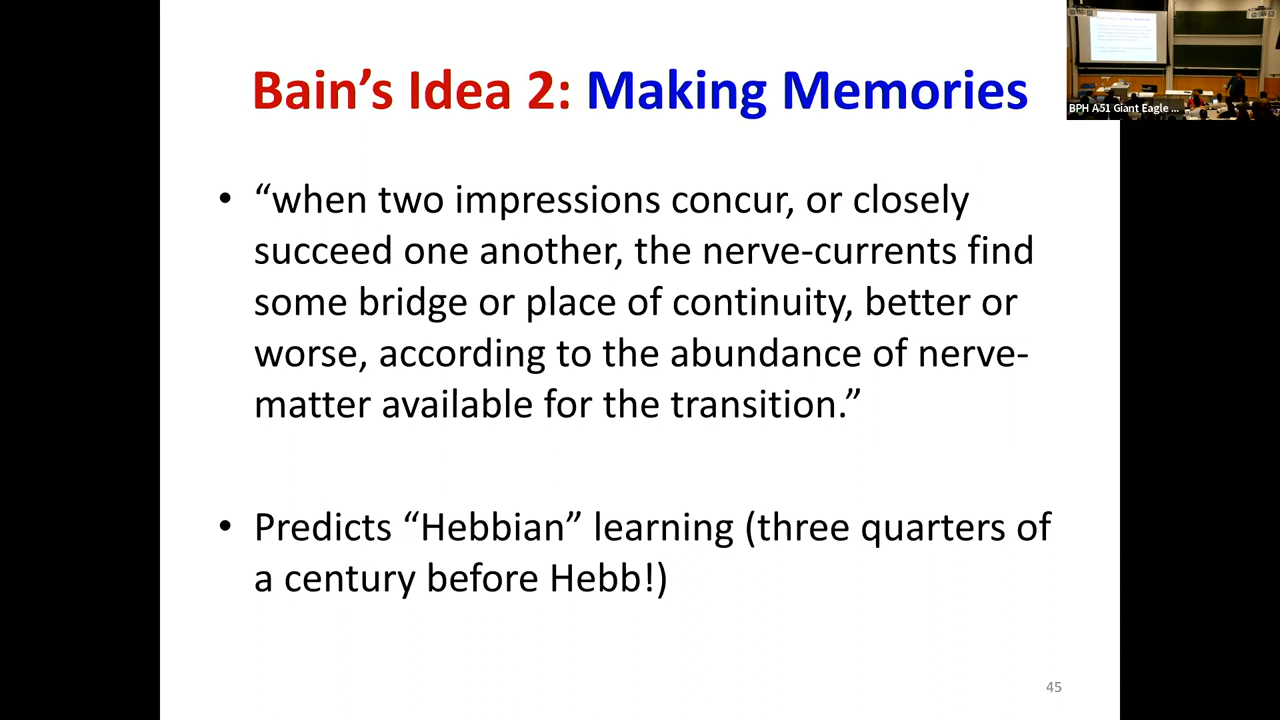 Bain’s Idea 2: Making Memories
BPH A51 Giant Eagle ...
• “when two impressions concur, or closely
succeed one another, the nerve-currents find
some bridge or place of continuity, better or
worse, according to the abundance of nerve-
matter available for the transition.”
• Predicts “Hebbian” learning (three quarters of
a century before Hebb!)
45